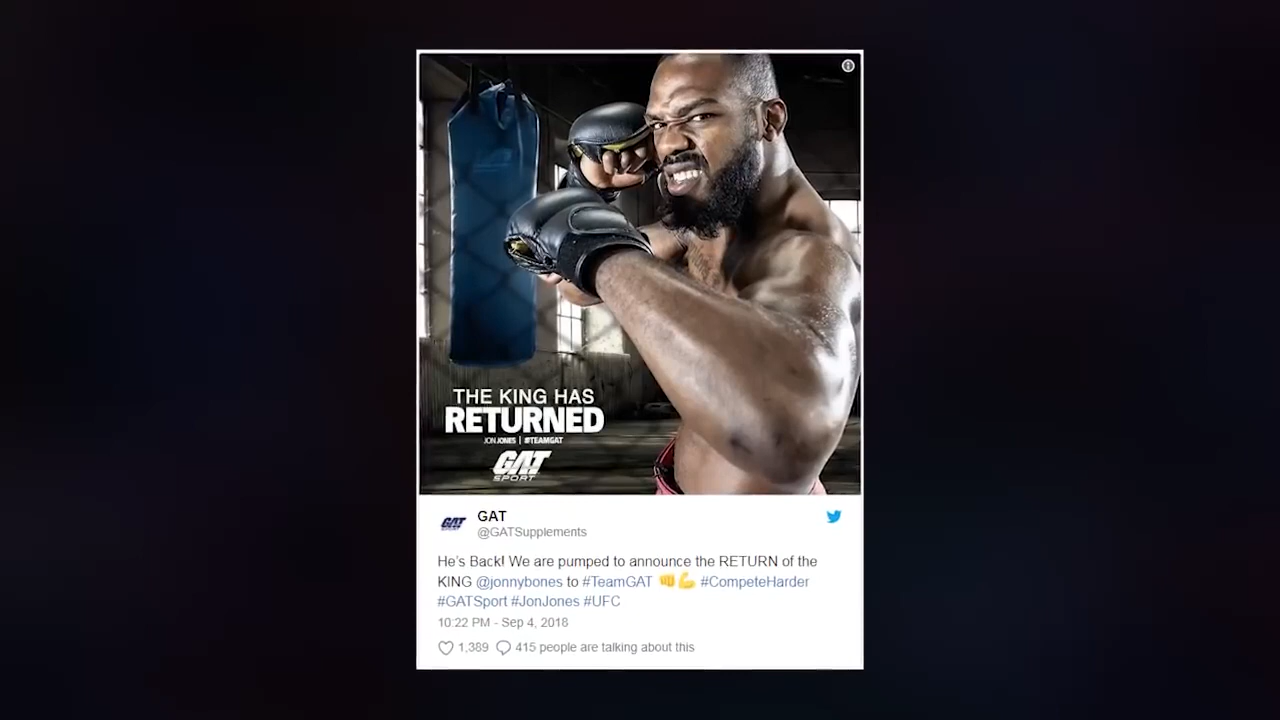 THE KING HAS
RETURNED
JON JONES | #TEAMGAT
GAT
SPORT
GAT
SPORT
GAT
@GATSupplements
He's Back! We are pumped to announce the RETURN of the
KING @jonnybones to #TeamGAT 👊💪 #CompeteHarder
#GATSport #JonJones #UFC
10:22 PM - Sep 4, 2018
1,389 415 people are talking about this